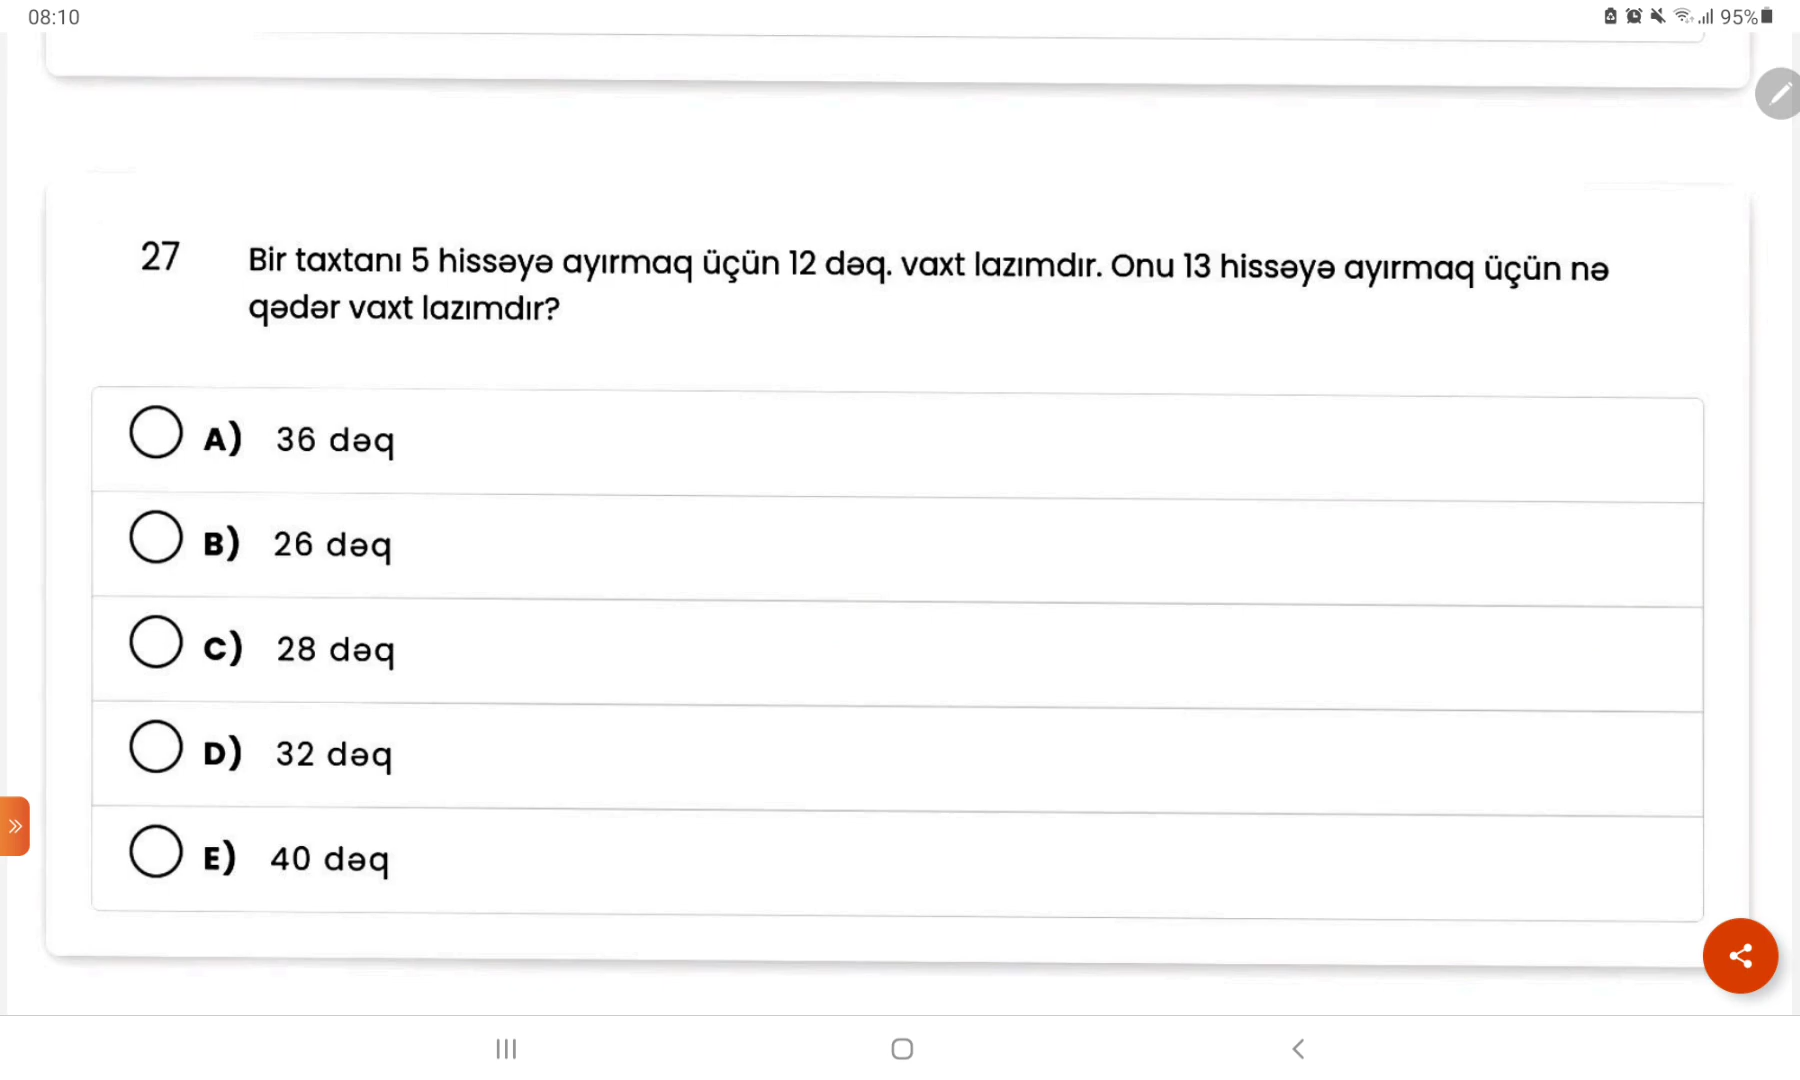 08:10
95%
27 Bir taxtanı 5 hissəyə ayırmaq üçün 12 dəq. vaxt lazımdır. Onu 13 hissəyə ayırmaq üçün nə
qədər vaxt lazımdır?
A) 36 dəq
B) 26 dəq
C) 28 dəq
D) 32 dəq
E) 40 dəq